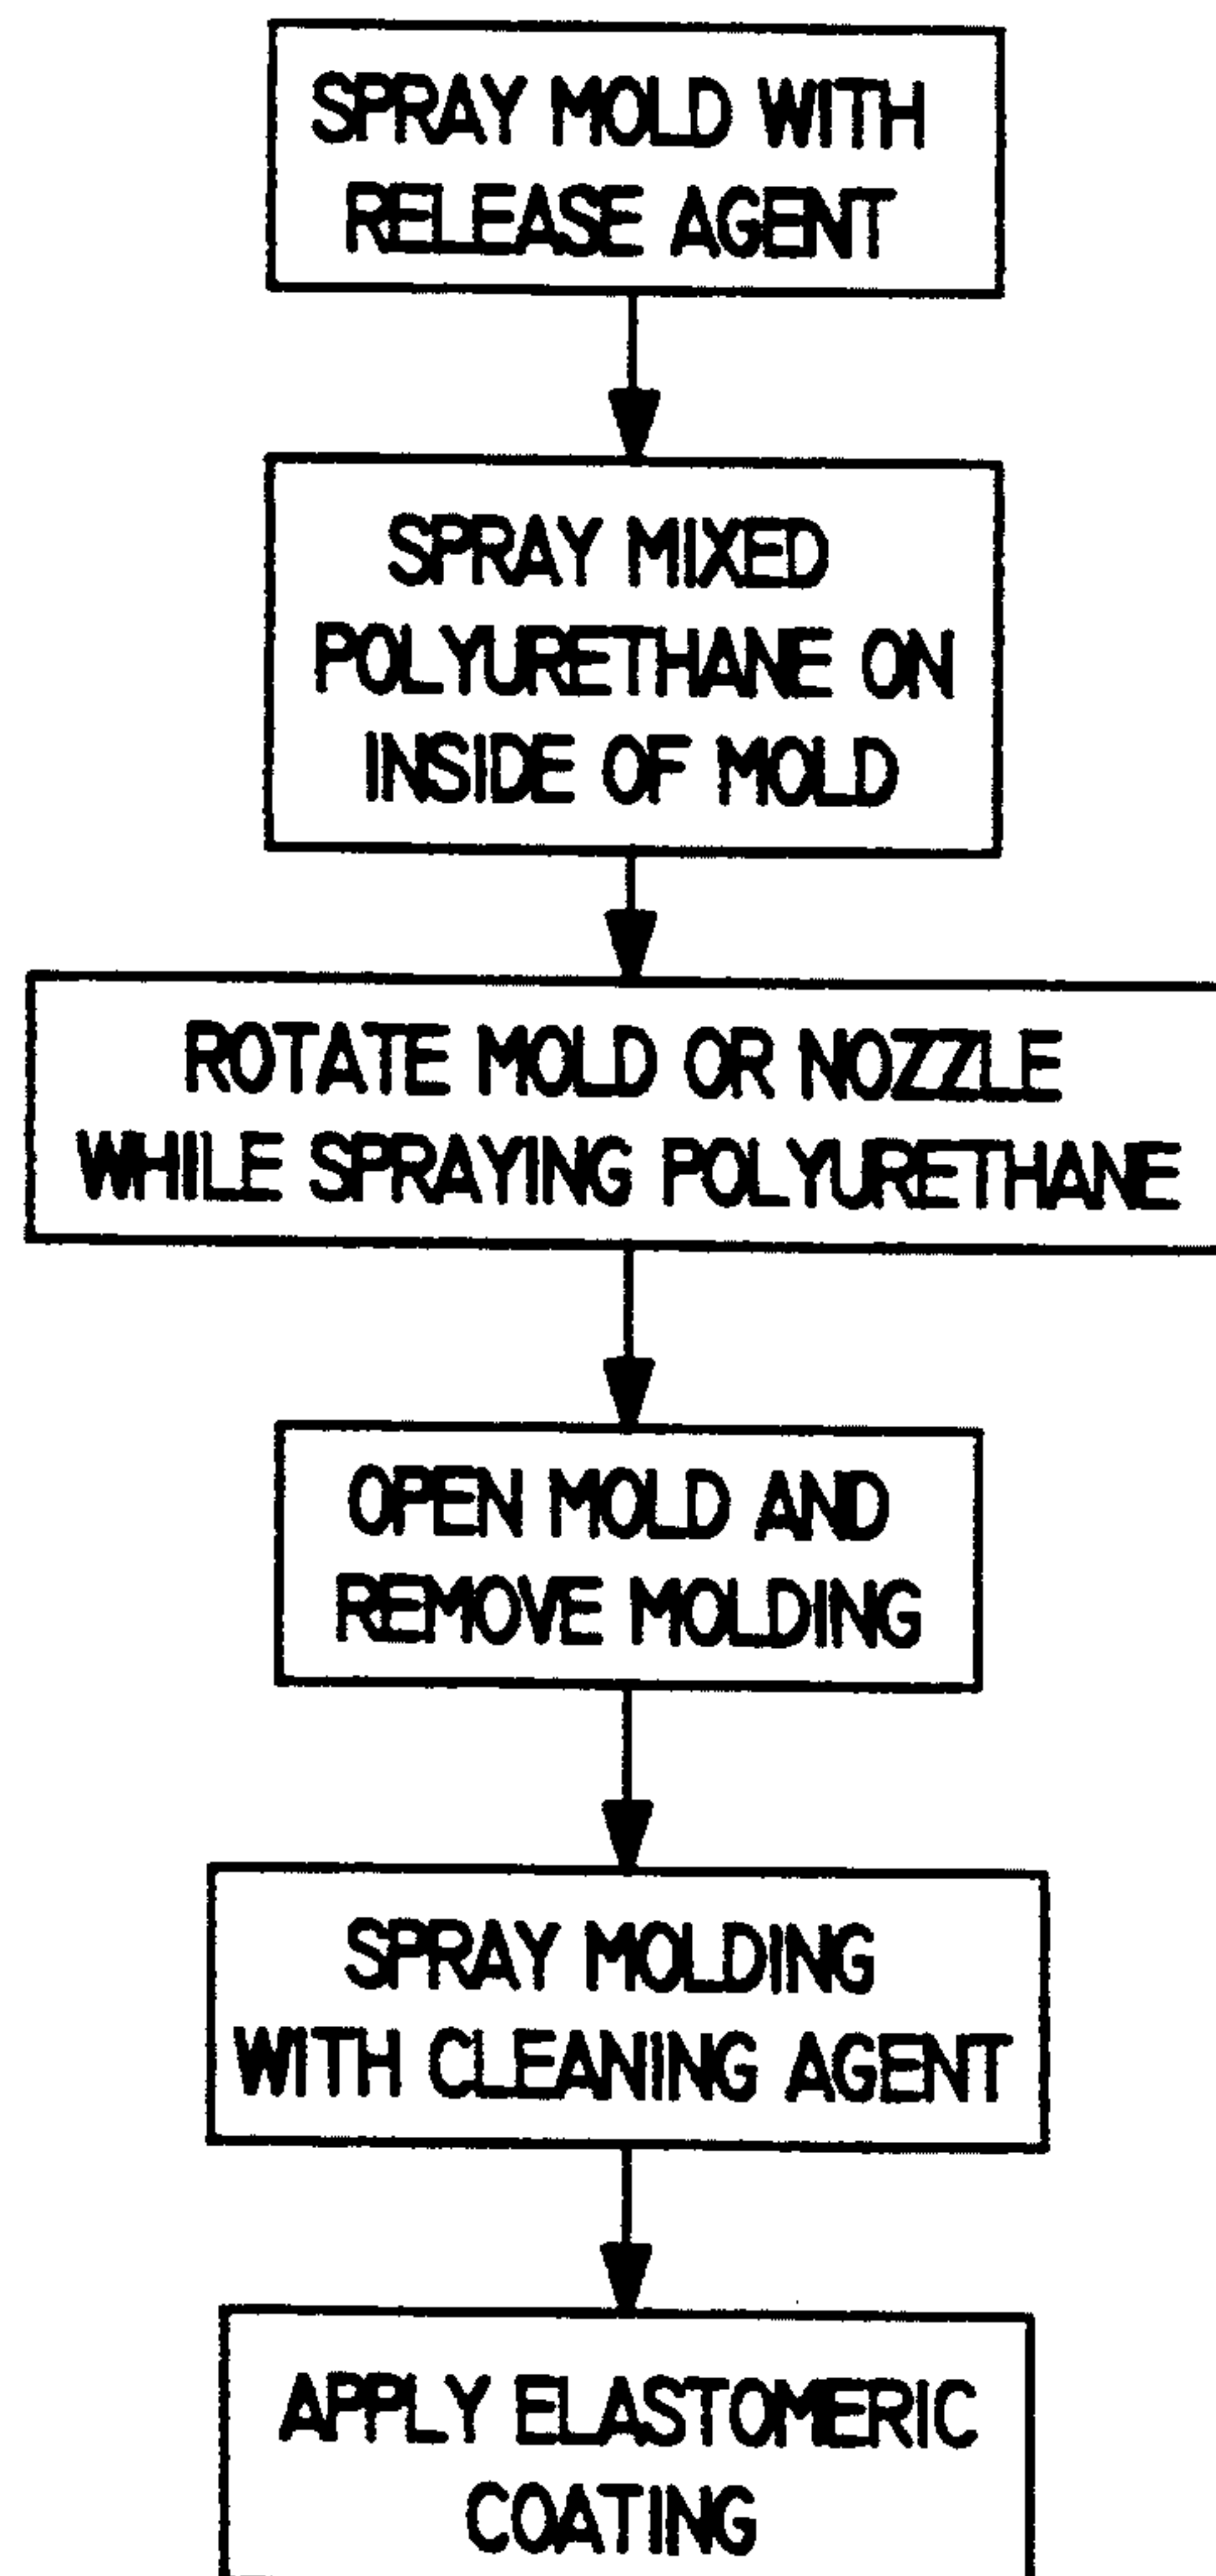 SPRAY MOLD WITH
RELEASE AGENT
SPRAY MIXED
POLYURETHANE ON
INSIDE OF MOLD
ROTATE MOLD OR NOZZLE
WHILE SPRAYING POLYURETHANE
OPEN MOLD AND
REMOVE MOLDING
SPRAY MOLDING
WITH CLEANING AGENT
APPLY ELASTOMERIC
COATING